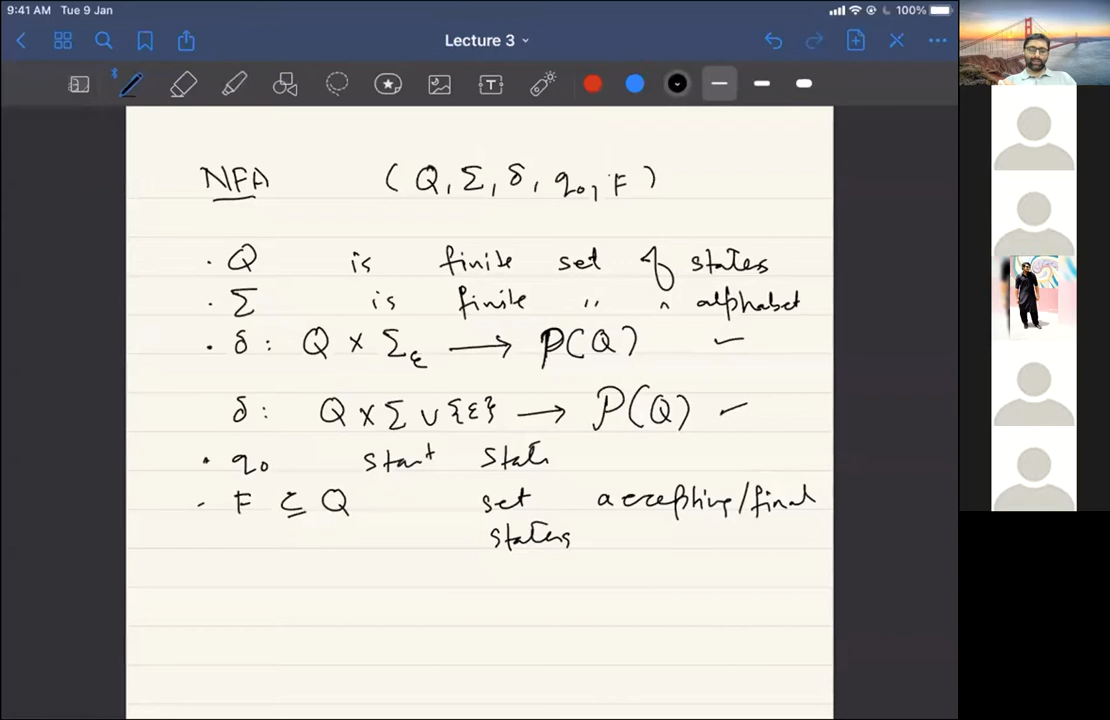 9:41 AM Tue 9 Jan 100%
Lecture 3
NFA (Q, Σ, δ, q₀, F)
· Q is finite set of states
· Σ is finite " " alphabet
· δ : Q × Σ_ε → P(Q) ✓
δ : Q × Σ ∪ {ε} → P(Q) ✓
· q₀ start state
· F ⊆ Q set accepting/final
states